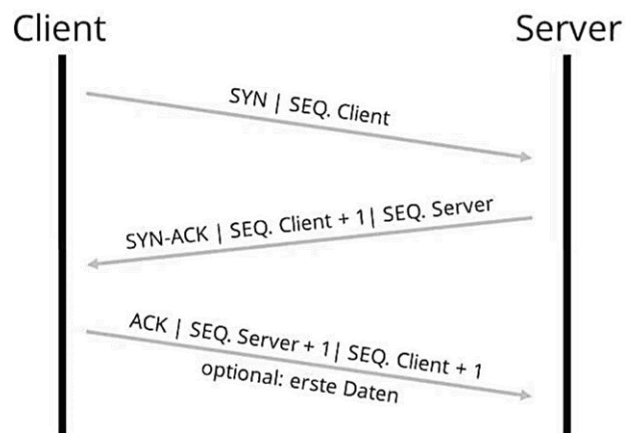 Client
Server
SYN | SEQ. Client
SYN-ACK | SEQ. Client + 1| SEQ. Server
ACK | SEQ. Server + 1| SEQ. Client + 1
optional: erste Daten